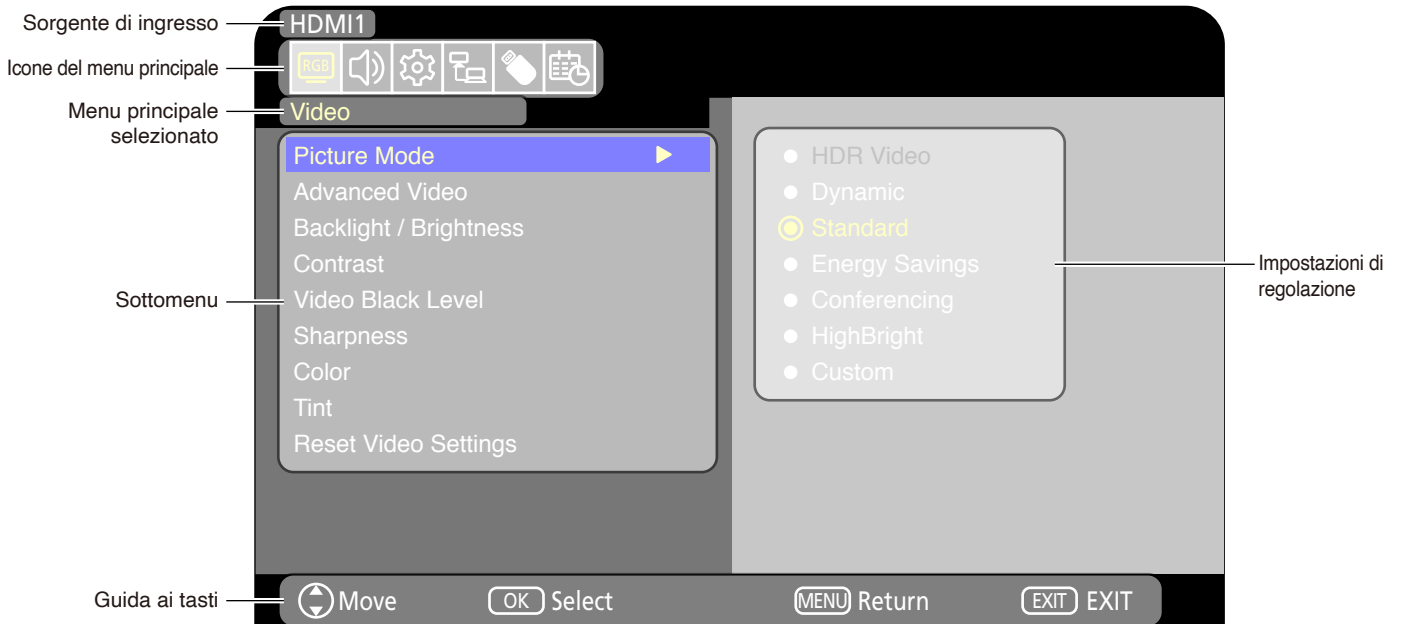 Sorgente di ingresso
HDMI1
Icone del menu principale
RGB
Menu principale
selezionato
Video
Sottomenu
Picture Mode
Advanced Video
Backlight / Brightness
Contrast
Video Black Level
Sharpness
Color
Tint
Reset Video Settings
HDR Video
Dynamic
Standard
Energy Savings
Conferencing
HighBright
Custom
Impostazioni di
regolazione
Guida ai tasti
Move
OK Select
MENU Return
EXIT EXIT